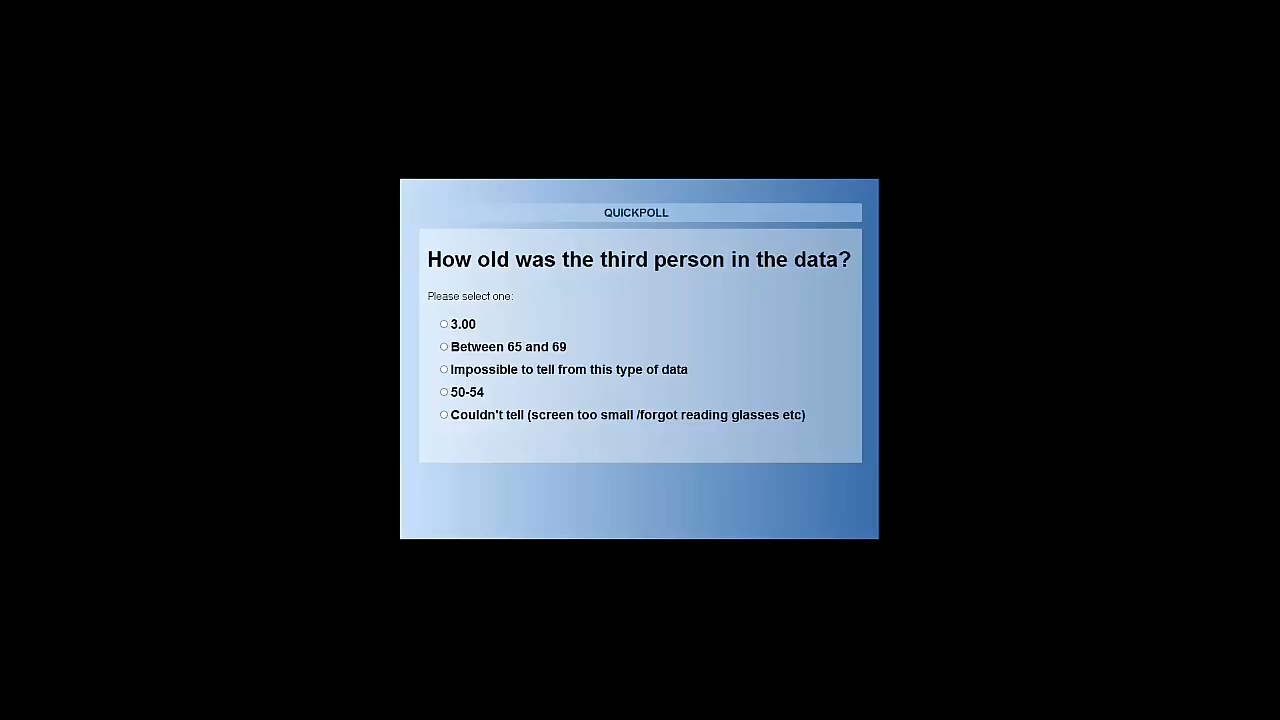 QUICKPOLL
How old was the third person in the data?
Please select one:
3.00
Between 65 and 69
Impossible to tell from this type of data
50-54
Couldn't tell (screen too small /forgot reading glasses etc)